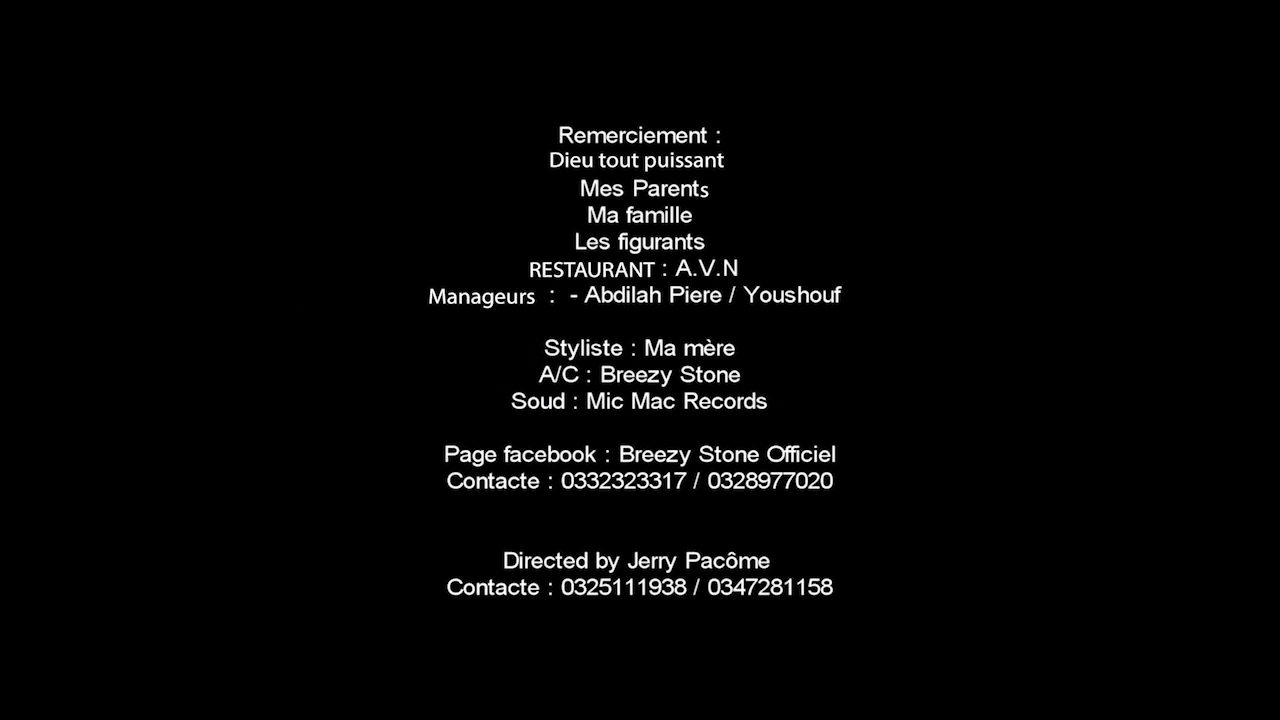 Remerciement :
Dieu tout puissant
Mes Parents
Ma famille
Les figurants
RESTAURANT : A.V.N
Manageurs : - Abdilah Piere / Youshouf
Styliste : Ma mère
A/C : Breezy Stone
Soud : Mic Mac Records
Page facebook : Breezy Stone Officiel
Contacte : 0332323317 / 0328977020
Directed by Jerry Pacôme
Contacte : 0325111938 / 0347281158